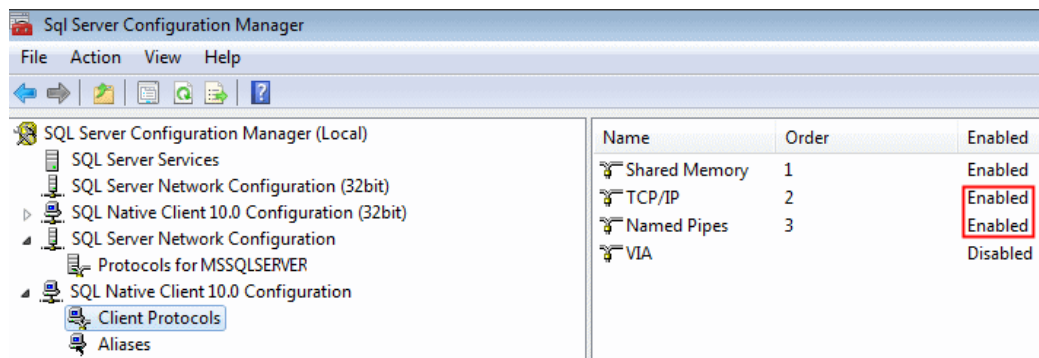 Sql Server Configuration Manager
File Action View Help
SQL Server Configuration Manager (Local)
SQL Server Services
SQL Server Network Configuration (32bit)
SQL Native Client 10.0 Configuration (32bit)
SQL Server Network Configuration
Protocols for MSSQLSERVER
SQL Native Client 10.0 Configuration
Client Protocols
Aliases
Name Order Enabled
Shared Memory 1 Enabled
TCP/IP 2 Enabled
Named Pipes 3 Enabled
VIA Disabled